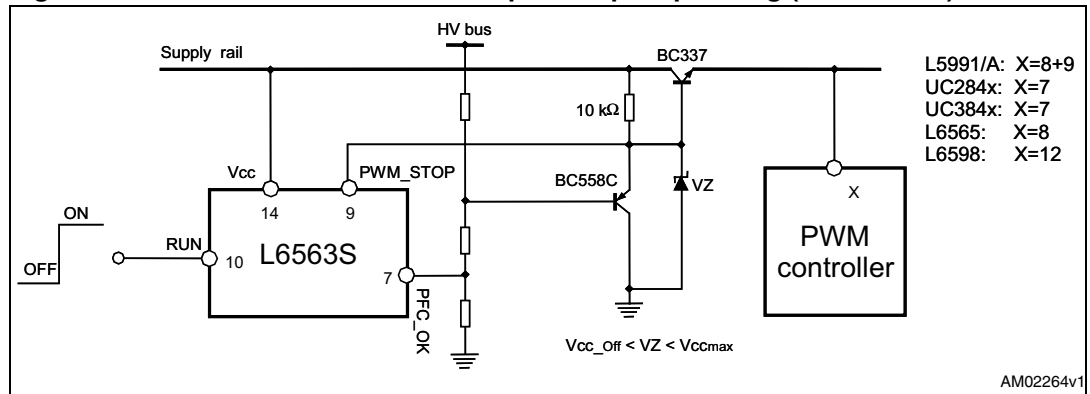 HV bus
Supply rail
BC337
L5991/A: X=8+9
UC284x: X=7
UC384x: X=7
L6565: X=8
L6598: X=12
10 kΩ
Vcc
PWM_STOP
BC558C
VZ
14
9
X
ON
OFF
RUN
10
L6563S
7
PFC_OK
PWM
controller
Vcc_Off < VZ < Vccmax
AM02264v1